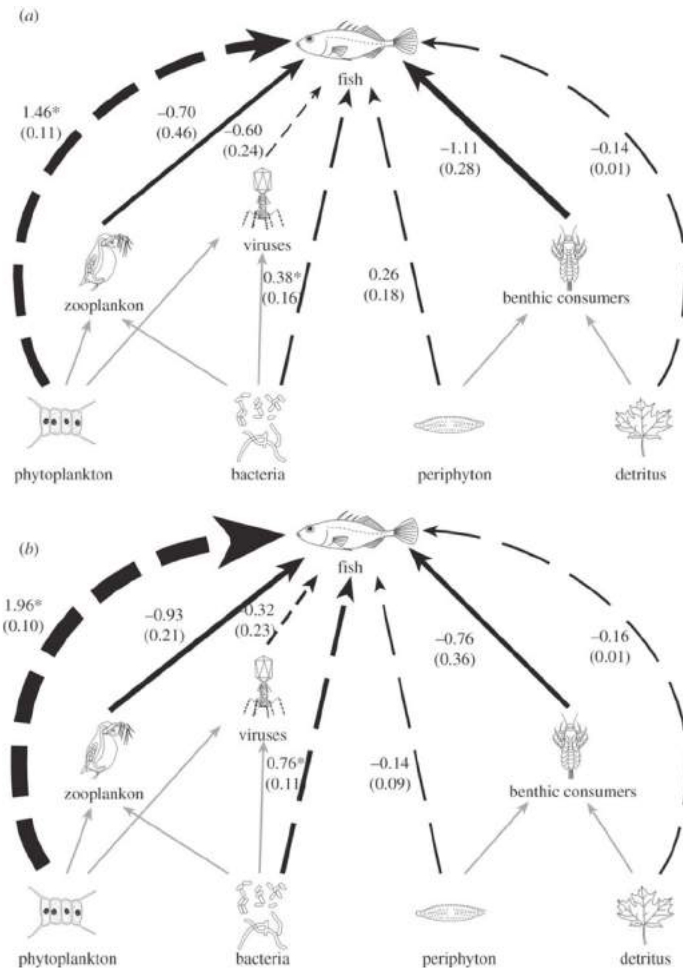 (a)
fish
1.46*
(0.11)
–0.70
(0.46)
–0.60
(0.24)
–1.11
(0.28)
–0.14
(0.01)
viruses
zooplankon
0.38*
(0.16)
0.26
(0.18)
benthic consumers
phytoplankton
bacteria
periphyton
detritus
(b)
fish
1.96*
(0.10)
–0.93
(0.21)
–0.32
(0.23)
–0.76
(0.36)
–0.16
(0.01)
viruses
zooplankon
0.76*
(0.11)
–0.14
(0.09)
benthic consumers
phytoplankton
bacteria
periphyton
detritus